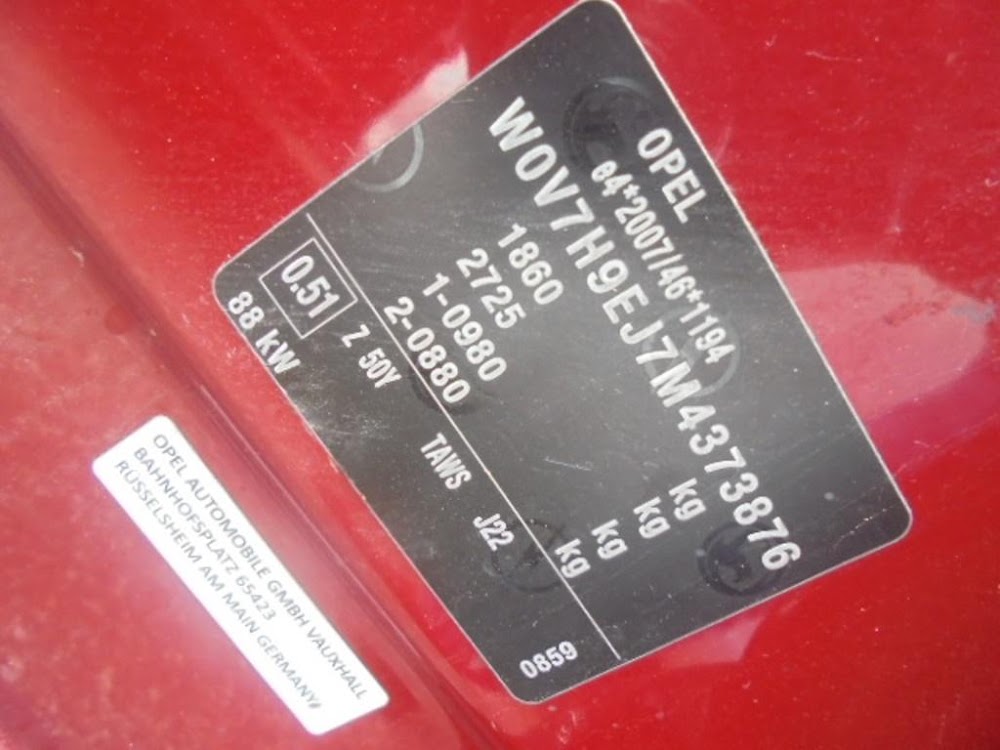 OPEL
e4*2007/46*1194
W0V7H9EJ7M4373876
1860 kg
2725 kg
1-0980 kg
2-0880 kg
0.51 Z 50Y TAWS J22 0859
88 kW
OPEL AUTOMOBILE GMBH VAUXHALL
BAHNHOFSPLATZ 65423
RÜSSELSHEIM AM MAIN GERMANY